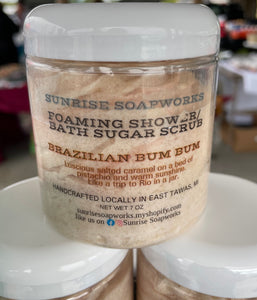 SUNRISE SOAPWORKS
FOAMING SHOWER/
BATH SUGAR SCRUB
BRAZILIAN BUM BUM
Luscious salted caramel on a bed of
pistachio and warm sunshine.
Like a trip to Rio in a jar.
HANDCRAFTED LOCALLY IN EAST TAWAS, MI
NET WT 7 OZ
sunrisesoapworks.myshopify.com
like us on Sunrise Soapworks